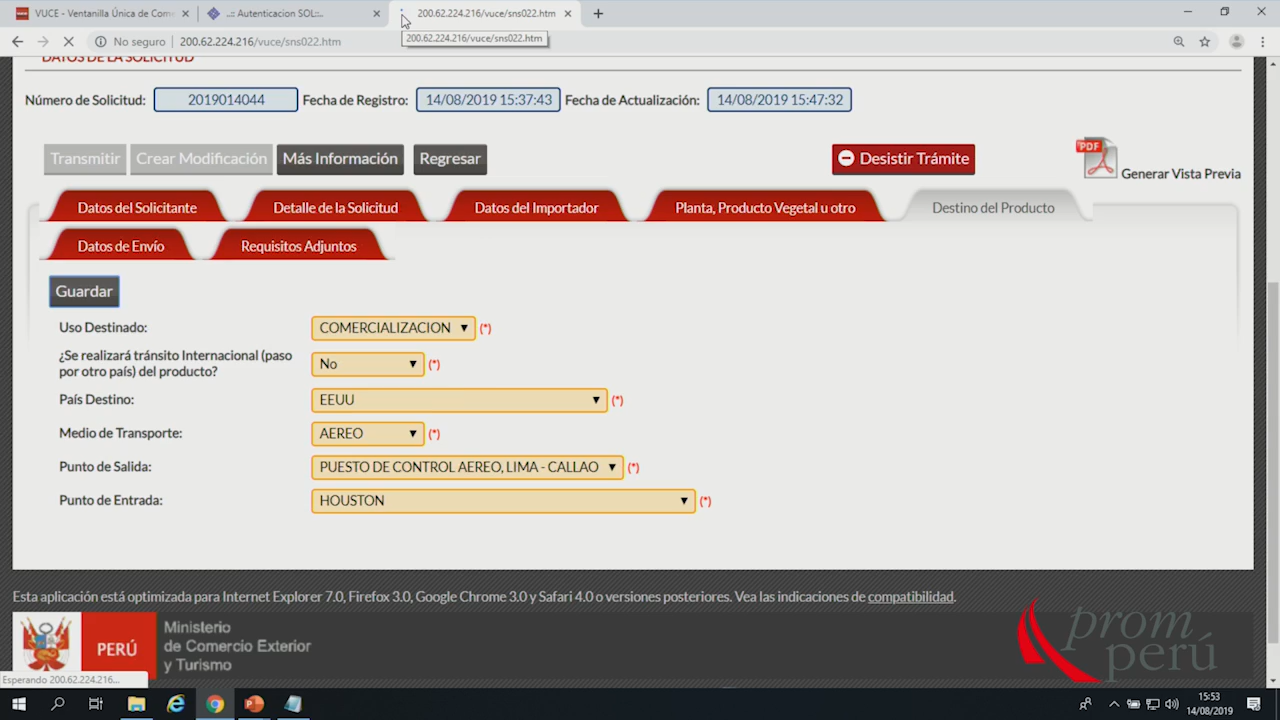 VUCE - Ventanilla Única de Com
..:: Autenticacion SOL::..
200.62.224.216/vuce/sns022.htm
No seguro
200.62.224.216/vuce/sns022.htm
200.62.224.216/vuce/sns022.htm
DATOS DE LA SOLICITUD
Número de Solicitud: 2019014044 Fecha de Registro: 14/08/2019 15:37:43 Fecha de Actualización: 14/08/2019 15:47:32
Transmitir Crear Modificación Más Información Regresar Desistir Trámite PDF Generar Vista Previa
Datos del Solicitante Detalle de la Solicitud Datos del Importador Planta, Producto Vegetal u otro Destino del Producto
Datos de Envío Requisitos Adjuntos
Guardar
Uso Destinado: COMERCIALIZACION (*)
¿Se realizará tránsito Internacional (paso
por otro país) del producto? No (*)
País Destino: EEUU (*)
Medio de Transporte: AEREO (*)
Punto de Salida: PUESTO DE CONTROL AEREO, LIMA - CALLAO (*)
Punto de Entrada: HOUSTON (*)
Esta aplicación está optimizada para Internet Explorer 7.0, Firefox 3.0, Google Chrome 3.0 y Safari 4.0 o versiones posteriores. Vea las indicaciones de compatibilidad.
PERÚ
Ministerio
de Comercio Exterior
y Turismo
prom
perú
Esperando 200.62.224.216...
15:53
14/08/2019